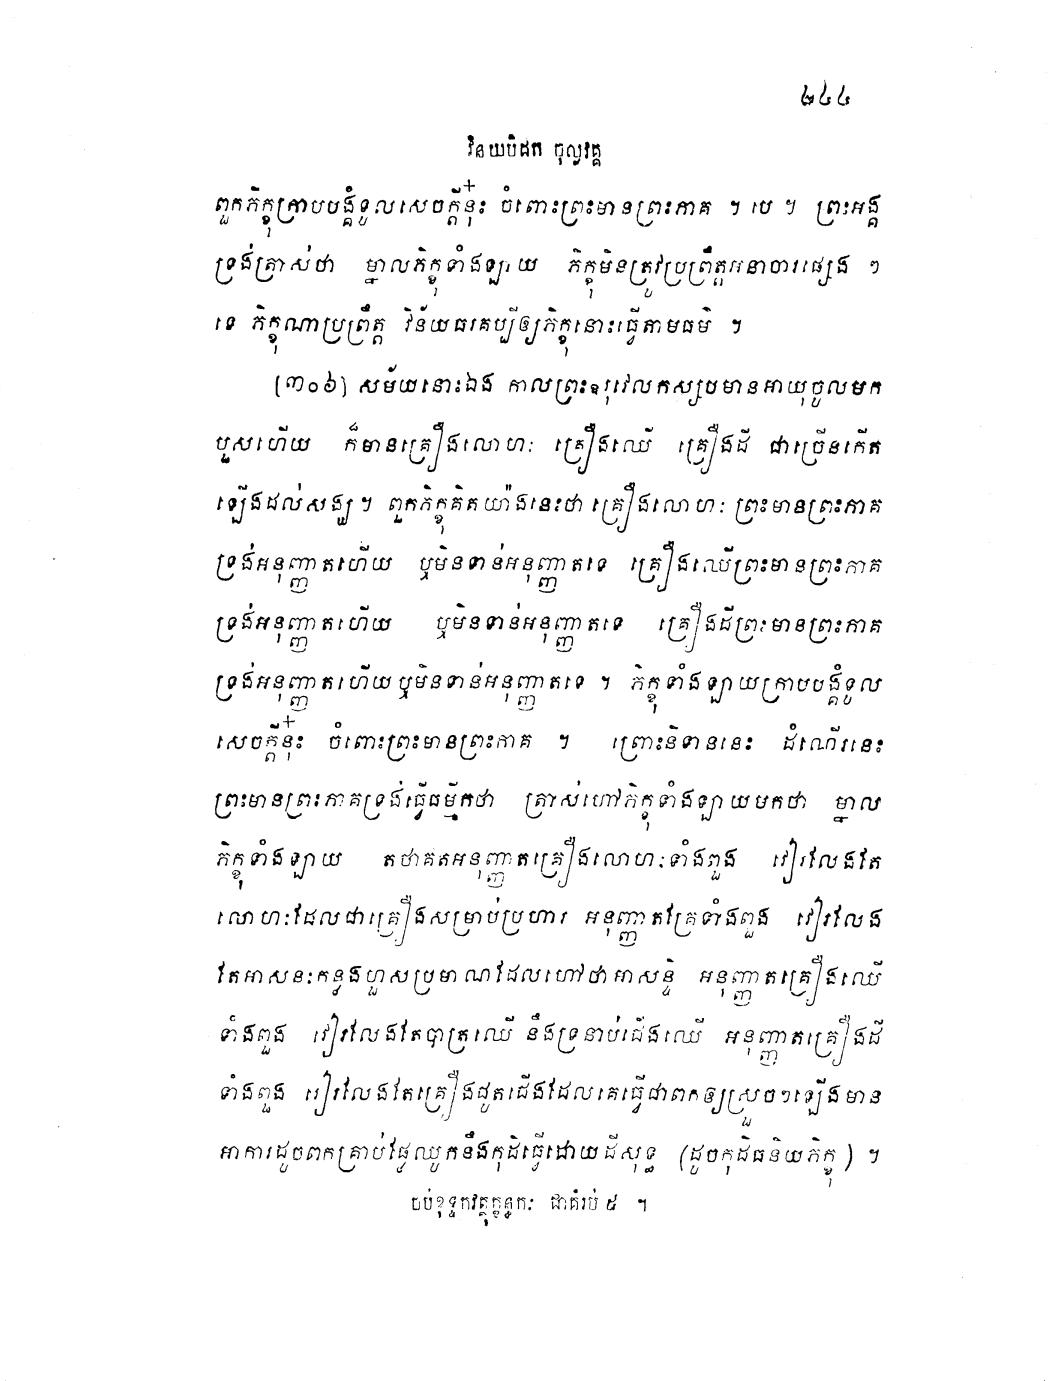 ២៤៤
វិនយបិដក ចុល្លវគ្គ
ពួកភិក្ខុក្រាបបង្គំទូលសេចក្តីនុ៎ះ ចំពោះព្រះមានព្រះភាគ ។ បេ ។ ព្រះអង្គ
ទ្រង់ត្រាស់ថា ម្នាលភិក្ខុទាំងឡាយ ភិក្ខុមិនត្រូវប្រព្រឹត្តអនាចារផ្សេង ៗ
ទេ ភិក្ខុណាប្រព្រឹត្ត វិន័យធរគប្បីឲ្យភិក្ខុនោះធ្វើតាមធម៌ ។
(៣០៦) សម័យនោះឯង កាលព្រះឧរុវេលកស្សបមានអាយុចូលមក
បួសហើយ ក៏មានគ្រឿងលោហៈ គ្រឿងឈើ គ្រឿងដី ជាច្រើនកើត
ឡើងដល់សង្ឃ ។ ពួកភិក្ខុគិតយ៉ាងនេះថា គ្រឿងលោហៈ ព្រះមានព្រះភាគ
ទ្រង់អនុញ្ញាតហើយ ឬមិនទាន់អនុញ្ញាតទេ គ្រឿងឈើព្រះមានព្រះភាគ
ទ្រង់អនុញ្ញាតហើយ ឬមិនទាន់អនុញ្ញាតទេ គ្រឿងដីព្រះមានព្រះភាគ
ទ្រង់អនុញ្ញាតហើយឬមិនទាន់អនុញ្ញាតទេ ។ ភិក្ខុទាំងឡាយក្រាបបង្គំទូល
សេចក្តីនុ៎ះ ចំពោះព្រះមានព្រះភាគ ។ ព្រោះនិទាននេះ ដំណើរនេះ
ព្រះមានព្រះភាគទ្រង់ធ្វើធម្មីកថា ត្រាស់ហៅភិក្ខុទាំងឡាយមកថា ម្នាល
ភិក្ខុទាំងឡាយ តថាគតអនុញ្ញាតគ្រឿងលោហៈទាំងពួង វៀរលែងតែ
លោហៈដែលជាគ្រឿងសម្រាប់ប្រហារ អនុញ្ញាតគ្រែទាំងពួង វៀរលែង
តែអាសនៈកន្លងហួសប្រមាណដែលហៅថាអាសន្ទិ អនុញ្ញាតគ្រឿងឈើ
ទាំងពួង វៀរលែងតែបាត្រឈើ នឹងទ្រនាប់ជើងឈើ អនុញ្ញាតគ្រឿងដី
ទាំងពួង វៀរលែងតែគ្រឿងជូតជើងដែលគេធ្វើជាពកឲ្យស្រួចៗឡើងមាន
អាការដូចពកគ្រាប់ផ្លែឈូកនឹងកុដិធ្វើដោយដីសុទ្ធ (ដូចកុដិធនិយភិក្ខុ) ។
ចប់ខុទ្ទកវត្ថុក្ខន្ធកៈ ជាគំរប់ ៥ ។